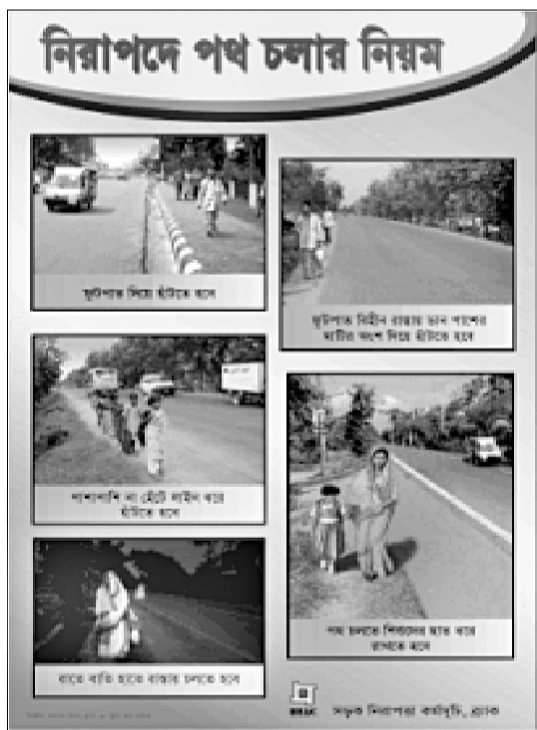 নিরাপদে পথ চলার নিয়ম
ফুটপাত দিয়ে হাঁটতে হবে
ফুটপাত বিহীন রাস্তায় ডান পাশের
মাটির অংশ দিয়ে হাঁটতে হবে
পাশাপাশি না হেঁটে লাইন ধরে
হাঁটতে হবে
পথ চলতে শিশুদের হাত ধরে
রাখতে হবে
রাতে বাতি হাতে রাস্তায় চলতে হবে
BRAC
সড়ক নিরাপত্তা কর্মসূচি, ব্র্যাক